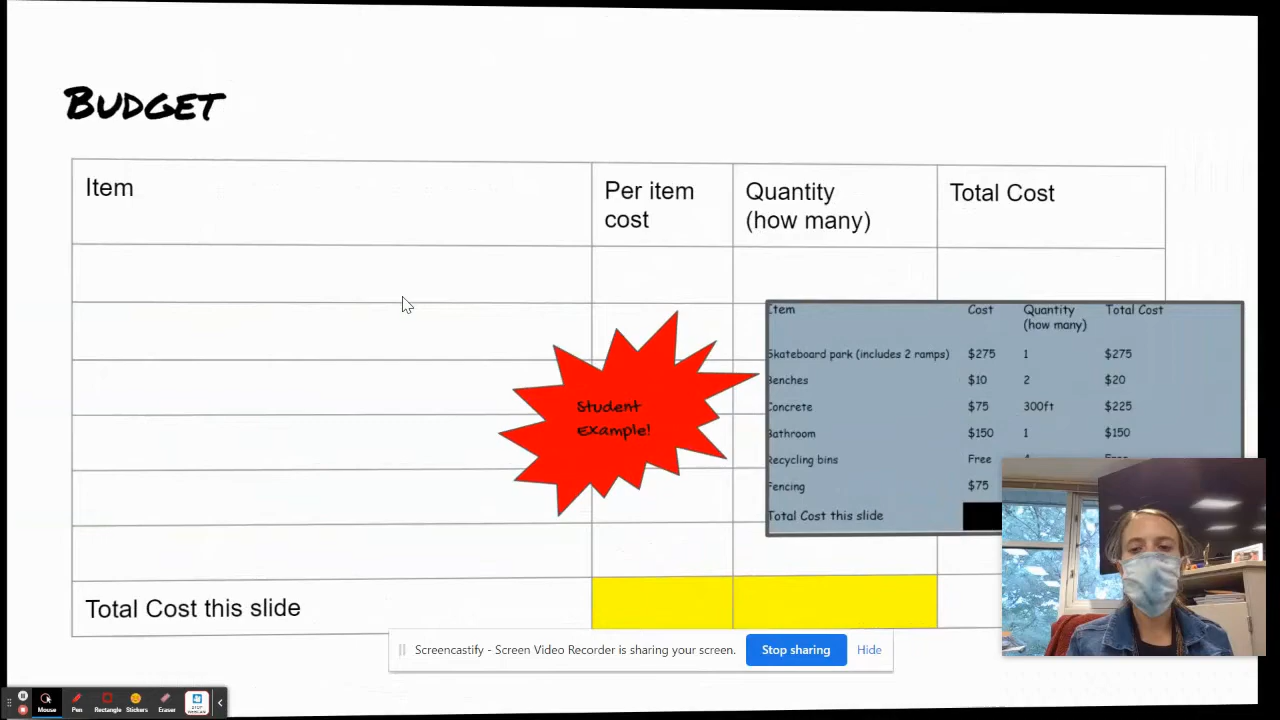 Budget
Item
Per item
cost
Quantity
(how many)
Total Cost
Student
Example!
Item Cost Quantity Total Cost
(how many)
Skateboard park (includes 2 ramps) $275 1 $275
Benches $10 2 $20
Concrete $75 300ft $225
Bathroom $150 1 $150
Recycling bins Free
Fencing $75
Total Cost this slide
Total Cost this slide
Screencastify - Screen Video Recorder is sharing your screen. Stop sharing Hide
Mouse Pen Rectangle Stickers Eraser